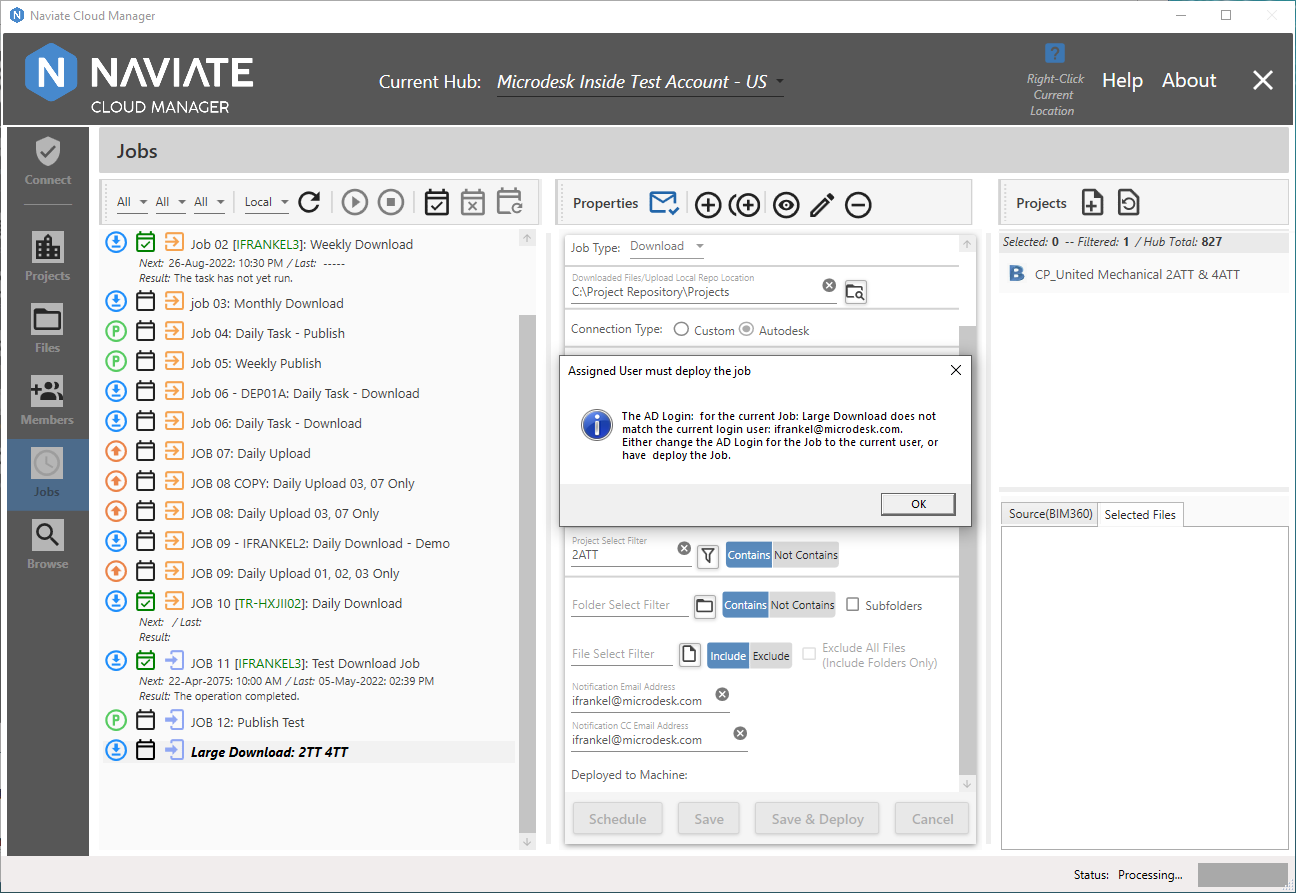 Naviate Cloud Manager
NAVIATE
CLOUD MANAGER
Current Hub: Microdesk Inside Test Account - US
Right-Click
Current
Location
Help About
Connect
Projects
Files
Members
Jobs
Browse
Jobs
All All All Local
Job 02 [IFRANKEL3]: Weekly Download
Next: 26-Aug-2022: 10:30 PM / Last: -----
Result: The task has not yet run.
job 03: Monthly Download
Job 04: Daily Task - Publish
Job 05: Weekly Publish
Job 06 - DEP01A: Daily Task - Download
Job 06: Daily Task - Download
JOB 07: Daily Upload
JOB 08 COPY: Daily Upload 03, 07 Only
JOB 08: Daily Upload 03, 07 Only
JOB 09 - IFRANKEL2: Daily Download - Demo
JOB 09: Daily Upload 01, 02, 03 Only
JOB 10 [TR-HXJII02]: Daily Download
Next: / Last:
Result:
JOB 11 [IFRANKEL3]: Test Download Job
Next: 22-Apr-2075: 10:00 AM / Last: 05-May-2022: 02:39 PM
Result: The operation completed.
JOB 12: Publish Test
Large Download: 2TT 4TT
Properties
Job Type: Download
Downloaded Files/Upload Local Repo Location
C:\Project Repository\Projects
Connection Type: Custom Autodesk
Assigned User must deploy the job
The AD Login:  for the current Job: Large Download does not
match the current login user: ifrankel@microdesk.com.
Either change the AD Login for the Job to the current user, or
have  deploy the Job.
OK
Project Select Filter
2ATT
Contains Not Contains
Folder Select Filter Contains Not Contains Subfolders
File Select Filter Include Exclude Exclude All Files
(Include Folders Only)
Notification Email Address
ifrankel@microdesk.com
Notification CC Email Address
ifrankel@microdesk.com
Deployed to Machine:
Schedule Save Save & Deploy Cancel
Projects
Selected: 0 -- Filtered: 1 / Hub Total: 827
CP_United Mechanical 2ATT & 4ATT
Source(BIM360) Selected Files
Status: Processing...